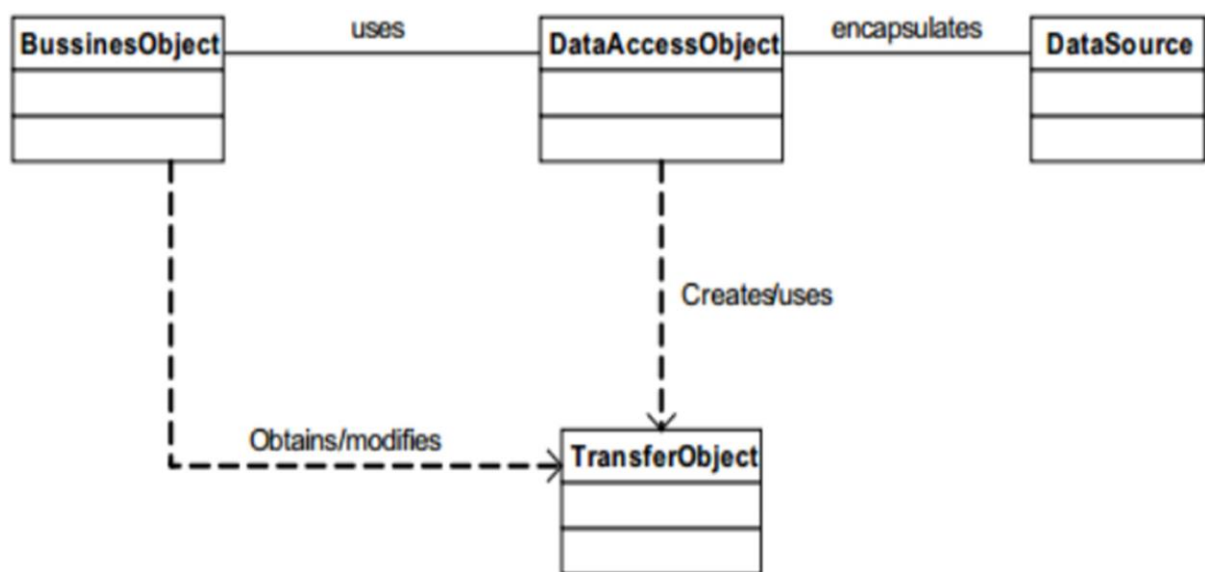 BussinesObject
uses
DataAccessObject
encapsulates
DataSource
Creates/uses
Obtains/modifies
TransferObject